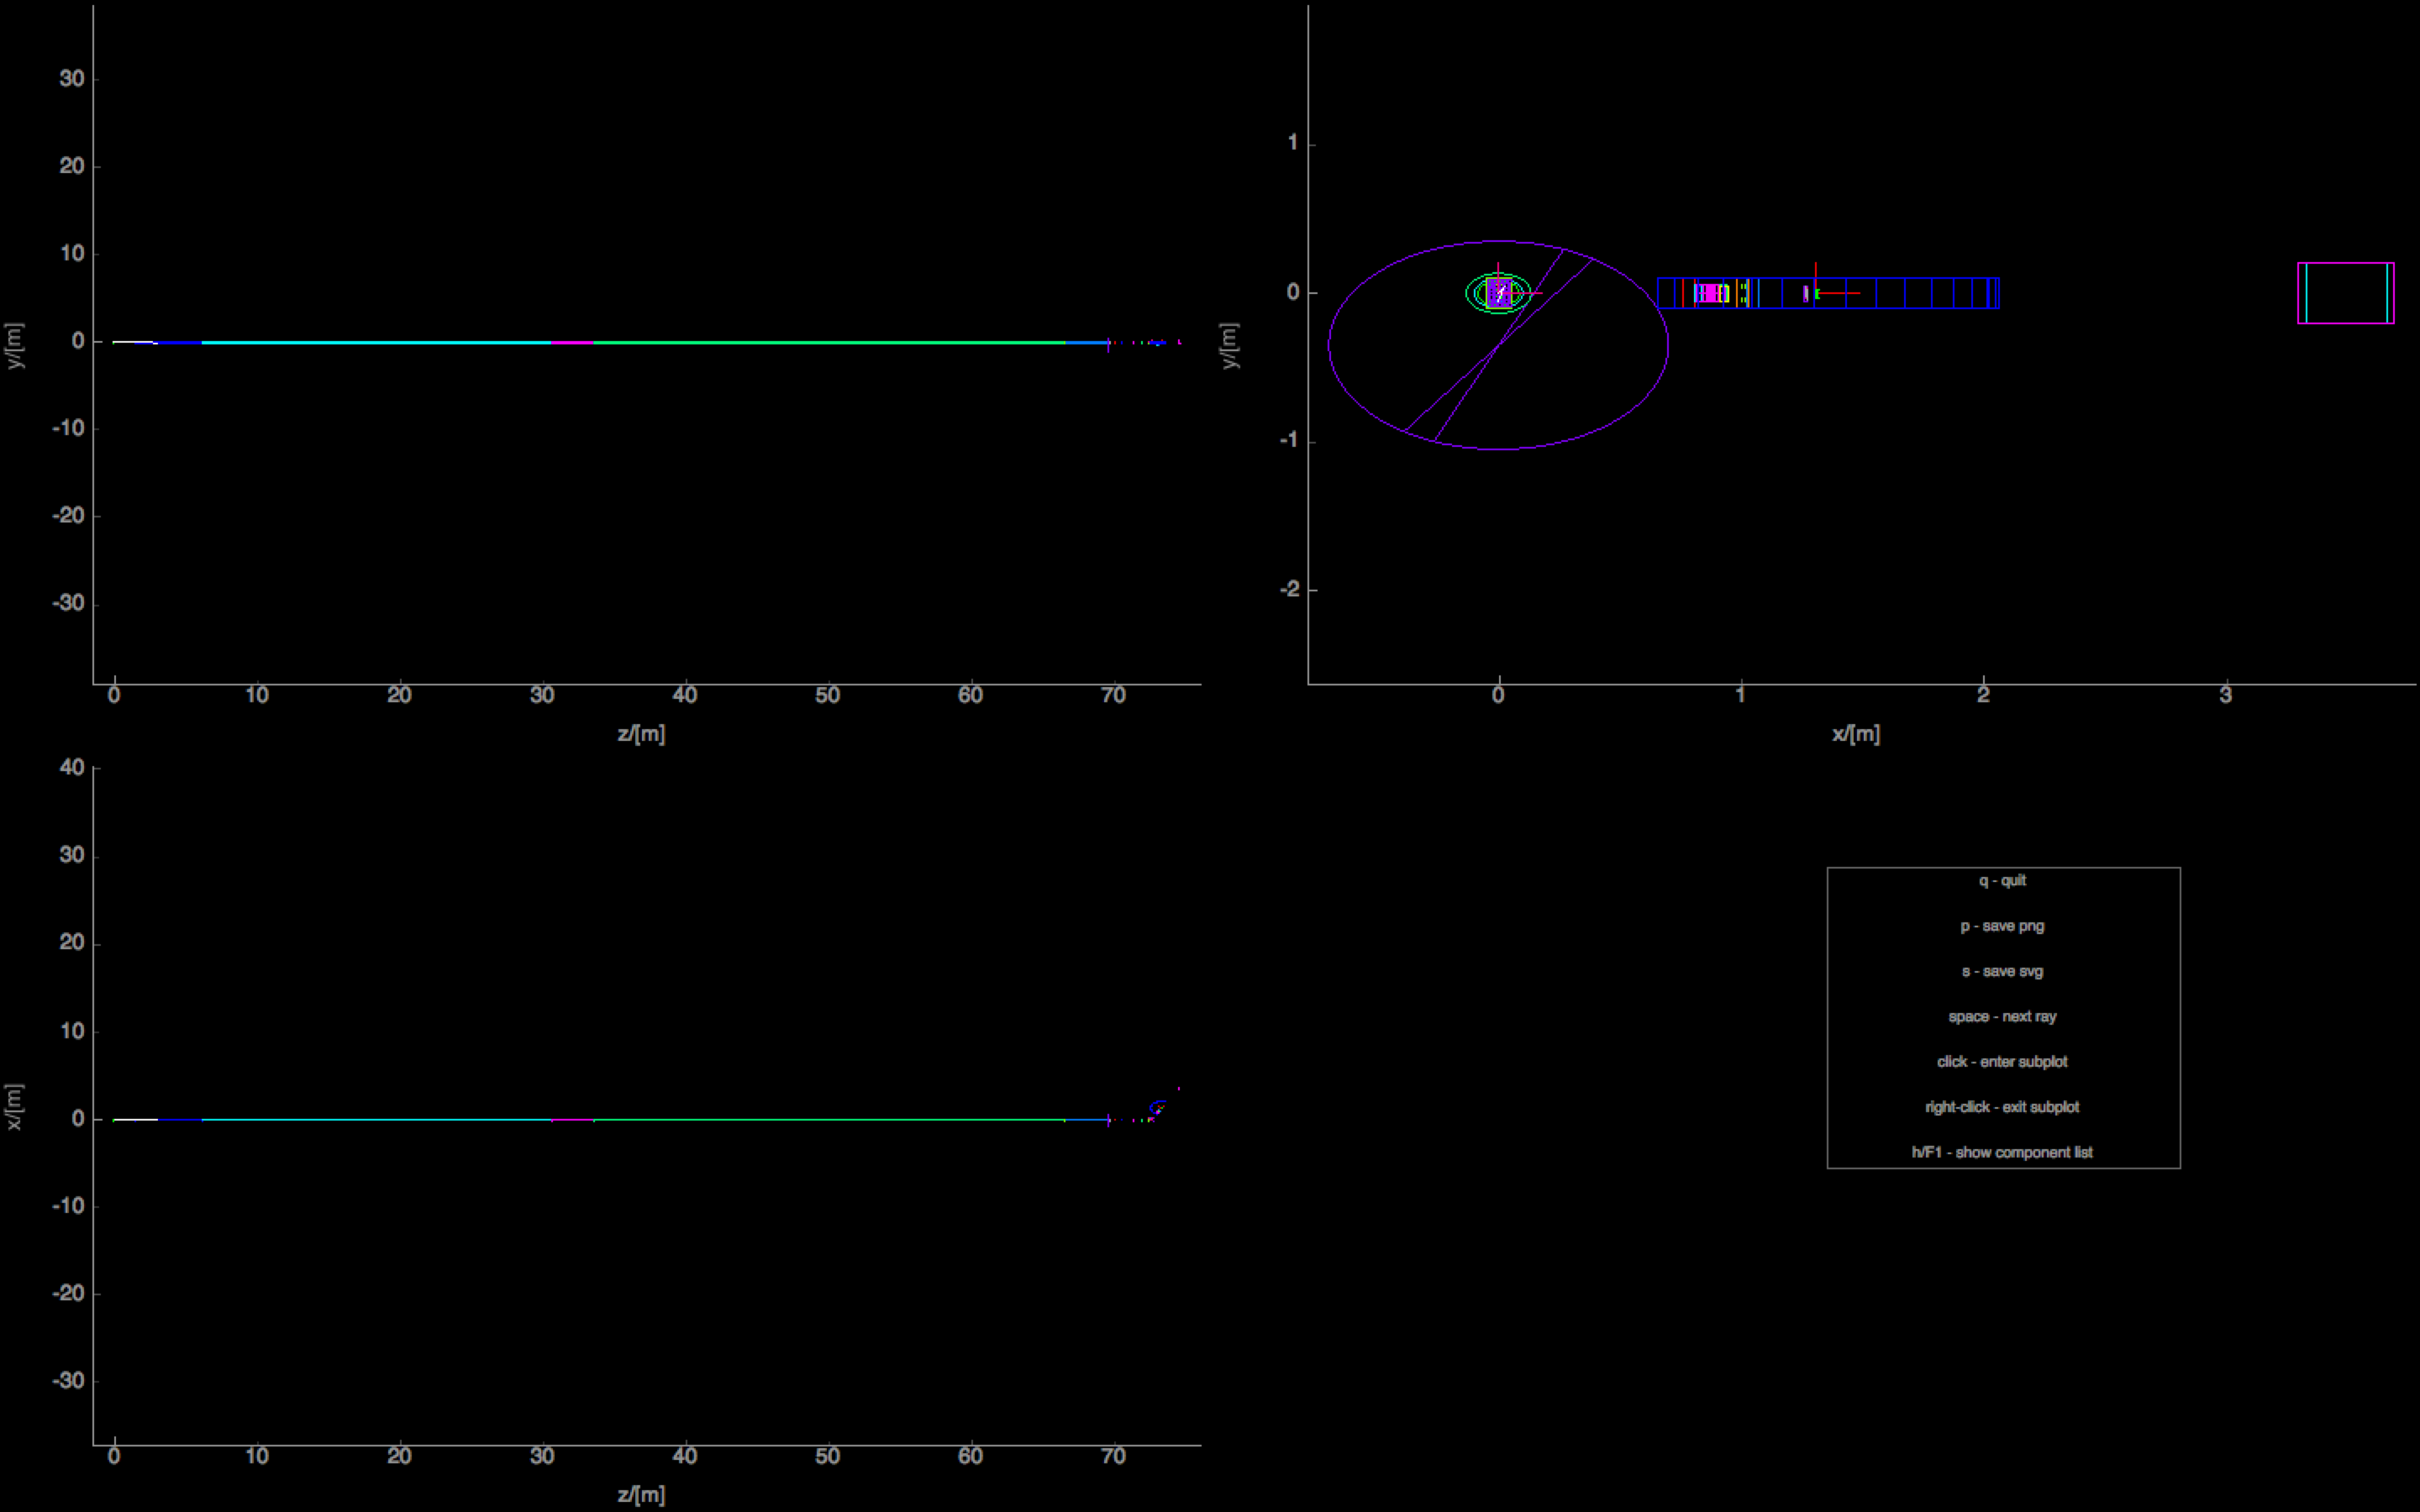 30
20
10
0
-10
-20
-30
y/[m]
0 10 20 30 40 50 60 70
z/[m]
1
0
-1
-2
y/[m]
0 1 2 3
x/[m]
40
30
20
10
0
-10
-20
-30
x/[m]
0 10 20 30 40 50 60 70
z/[m]
q - quit
p - save png
s - save svg
space - next ray
click - enter subplot
right-click - exit subplot
h/F1 - show component list